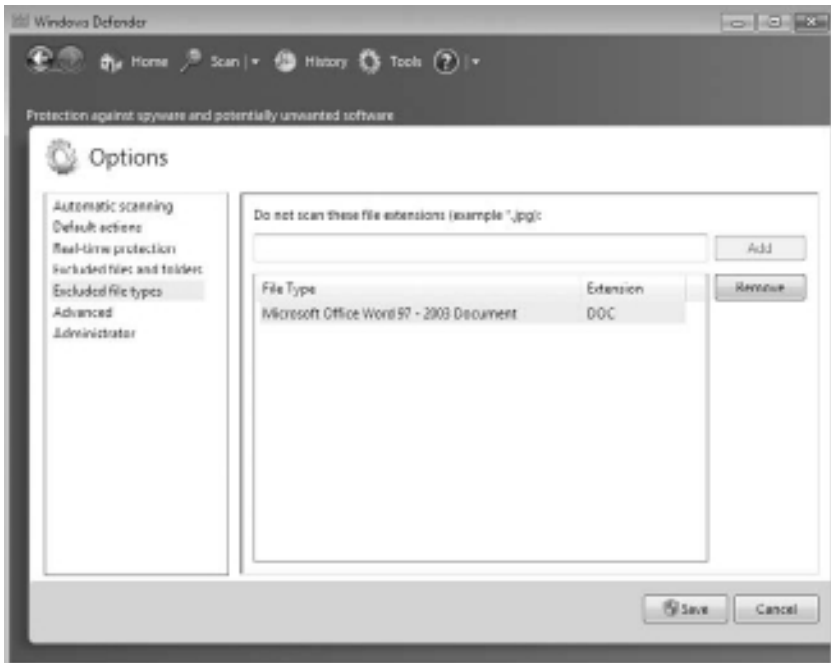 Windows Defender
Home Scan History Tools
Protection against spyware and potentially unwanted software
Options
Automatic scanning
Default actions
Real-time protection
Excluded files and folders
Excluded file types
Advanced
Administrator
Do not scan these file extensions (example *.jpg):
Add
File Type Extension
Remove
Microsoft Office Word 97 - 2003 Document DOC
Save Cancel